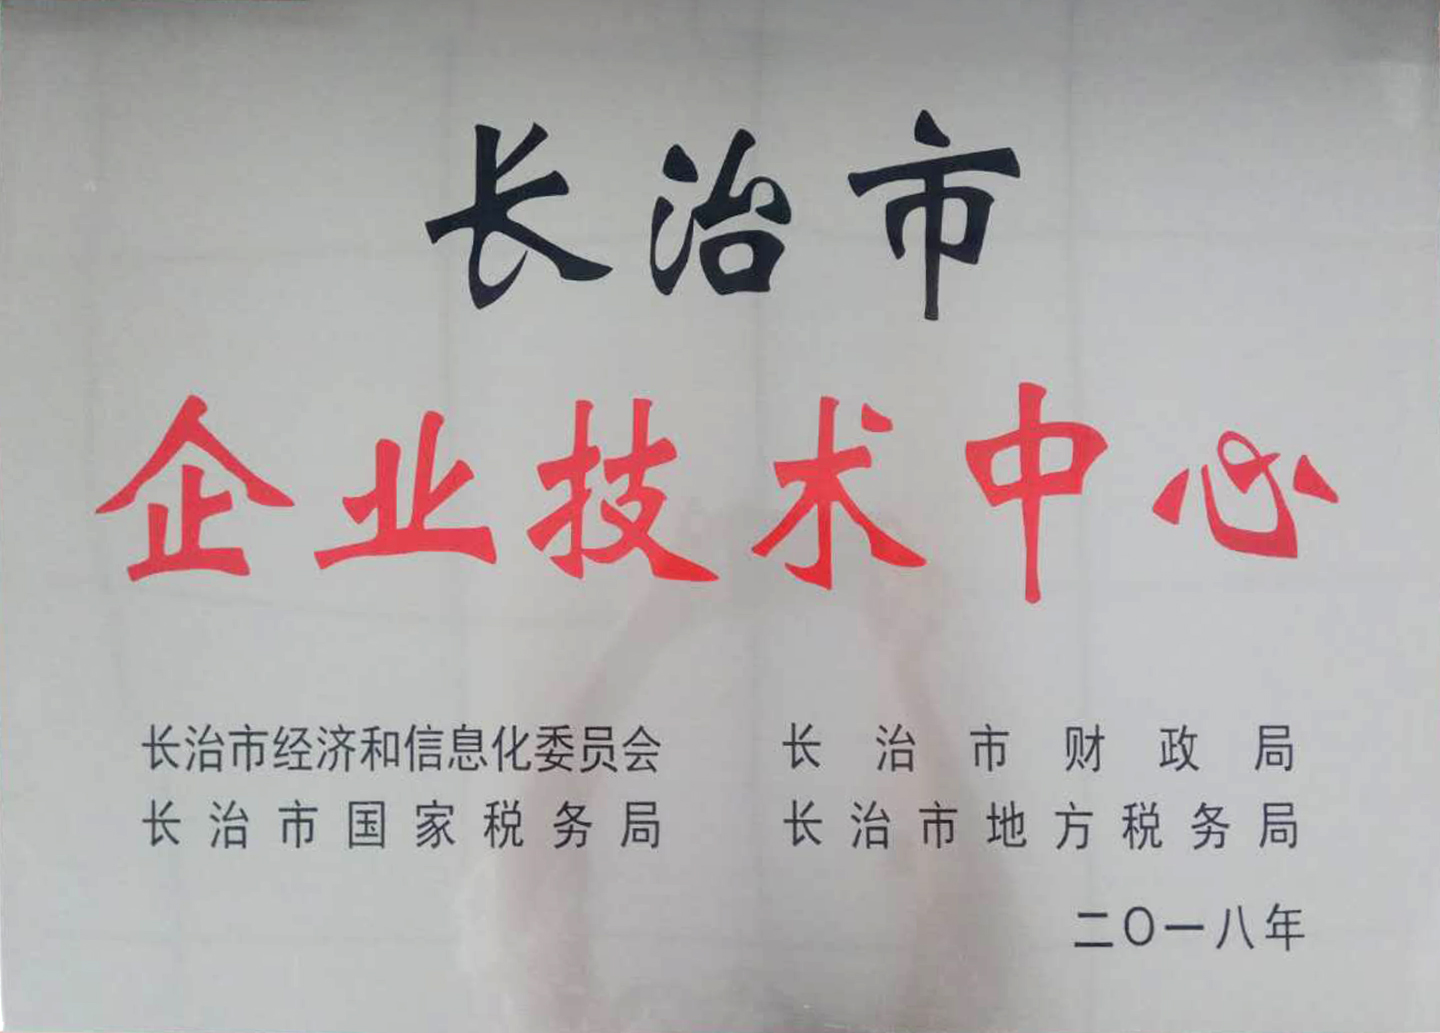 长治市
企业技术中心
长治市经济和信息化委员会 长治市财政局
长治市国家税务局 长治市地方税务局
二〇一八年